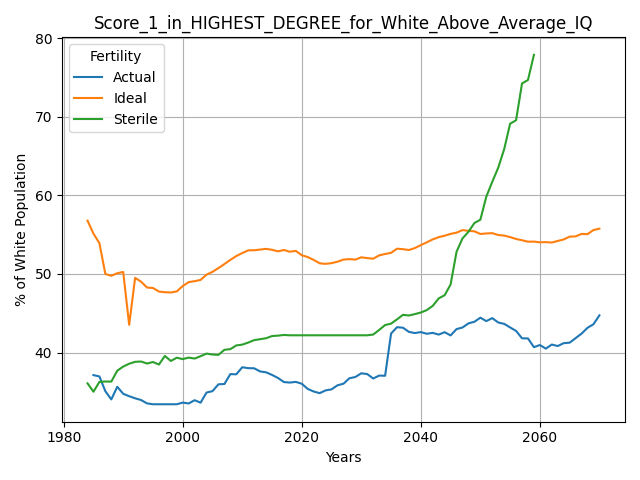 Score_1_in_HIGHEST_DEGREE_for_White_Above_Average_IQ
Fertility
Actual
Ideal
Sterile
% of White Population
80
70
60
50
40
1980
2000
2020
2040
2060
Years